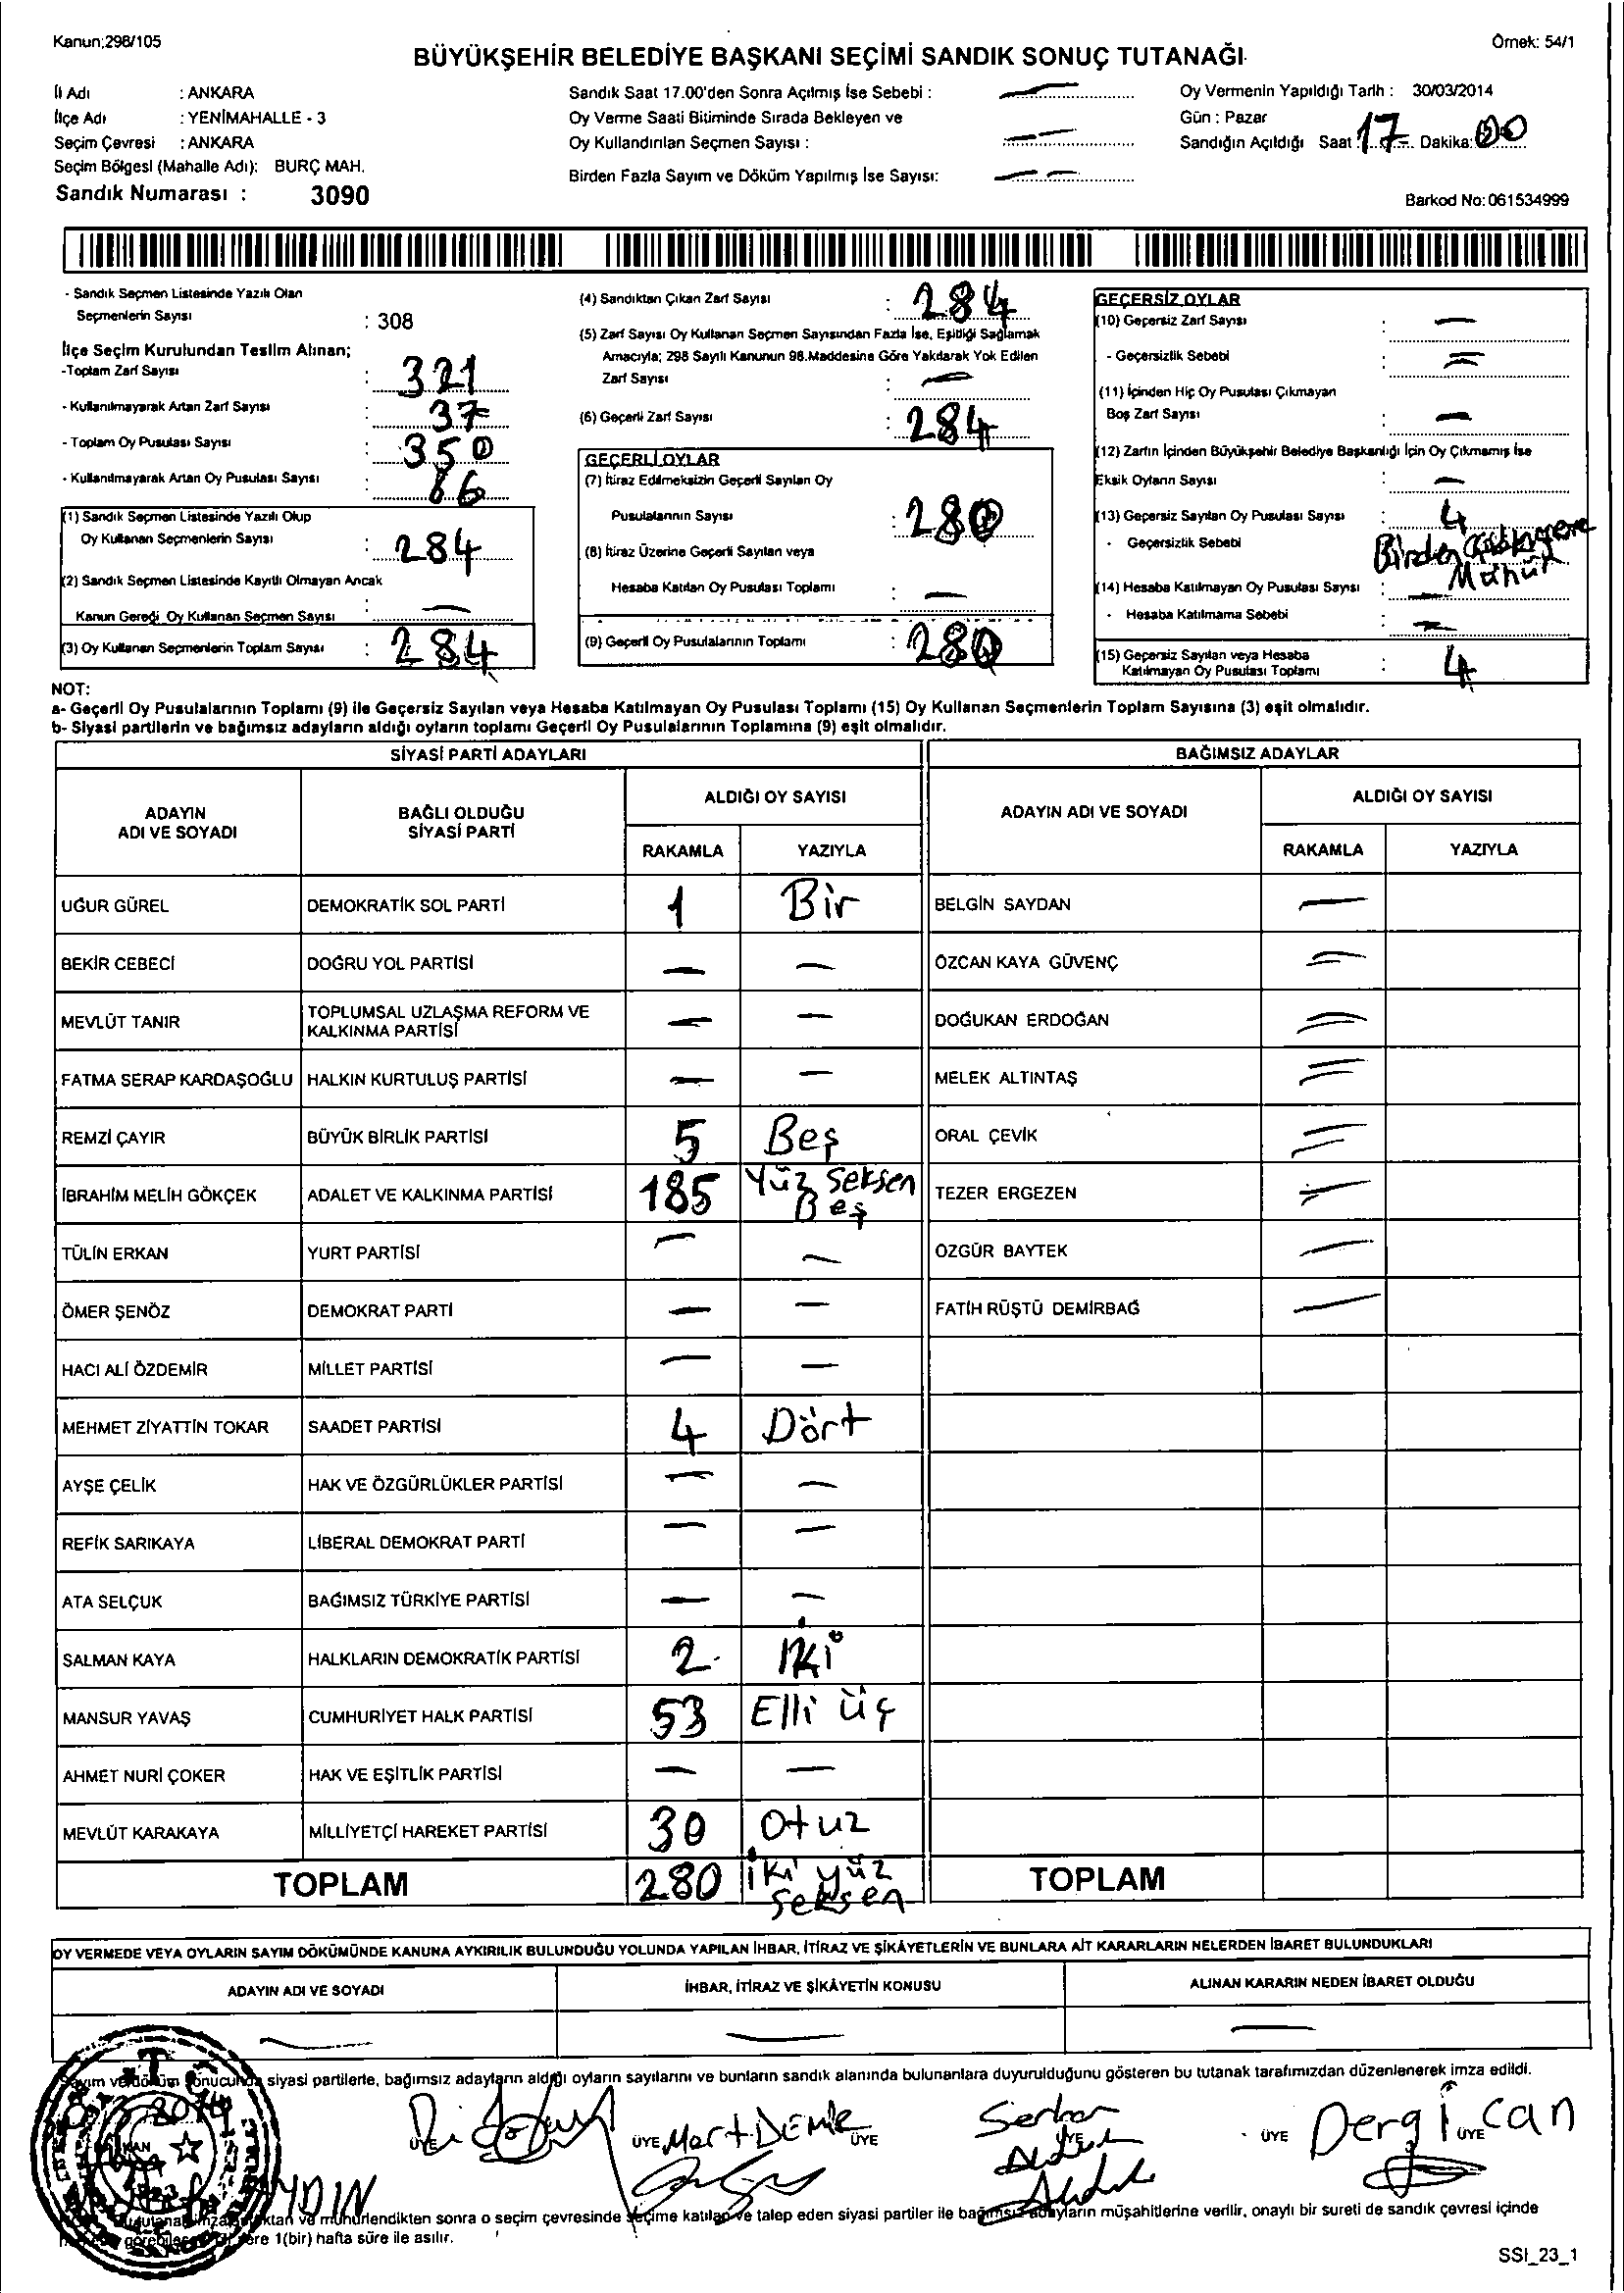 Kanun;298/105
Örnek: 54/1
BÜYÜKŞEHİR BELEDİYE BAŞKANI SEÇİMİ SANDIK SONUÇ TUTANAĞI
İl Adı : ANKARA
İlçe Adı : YENİMAHALLE - 3
Seçim Çevresi : ANKARA
Seçim Bölgesi (Mahalle Adı): BURÇ MAH.
Sandık Numarası : 3090
Sandık Saat 17.00'den Sonra Açılmış İse Sebebi : —
Oy Verme Saati Bitiminde Sırada Bekleyen ve
Oy Kullandırılan Seçmen Sayısı : —
Birden Fazla Sayım ve Döküm Yapılmış İse Sayısı: —
Oy Vermenin Yapıldığı Tarih : 30/03/2014
Gün : Pazar
Sandığın Açıldığı Saat : 17 Dakika: 00
Barkod No: 061534999
- Sandık Seçmen Listesinde Yazılı Olan
Seçmenlerin Sayısı : 308
İlçe Seçim Kurulundan Teslim Alınan;
-Toplam Zarf Sayısı : 321
- Kullanılmayarak Artan Zarf Sayısı : 37
- Toplam Oy Pusulası Sayısı : 350
- Kullanılmayarak Artan Oy Pusulası Sayısı : 66
(1) Sandık Seçmen Listesinde Yazılı Olup
Oy Kullanan Seçmenlerin Sayısı : 284
(2) Sandık Seçmen Listesinde Kayıtlı Olmayan Ancak
Kanun Gereği Oy Kullanan Seçmen Sayısı : —
(3) Oy Kullanan Seçmenlerin Toplam Sayısı : 284
(4) Sandıktan Çıkan Zarf Sayısı : 284
(5) Zarf Sayısı Oy Kullanan Seçmen Sayısından Fazla İse, Eşitliği Sağlamak
Amacıyla; 298 Sayılı Kanunun 98.Maddesine Göre Yakılarak Yok Edilen
Zarf Sayısı : —
(6) Geçerli Zarf Sayısı : 284
GEÇERLİ OYLAR
(7) İtiraz Edilmeksizin Geçerli Sayılan Oy
Pusulalarının Sayısı : 280
(8) İtiraz Üzerine Geçerli Sayılan veya
Hesaba Katılan Oy Pusulası Toplamı : —
(9) Geçerli Oy Pusulalarının Toplamı : 280
GEÇERSİZ OYLAR
(10) Geçersiz Zarf Sayısı : —
- Geçersizlik Sebebi : —
(11) İçinden Hiç Oy Pusulası Çıkmayan
Boş Zarf Sayısı : —
(12) Zarfın İçinden Büyükşehir Belediye Başkanlığı İçin Oy Çıkmamış İse
Eksik Oyların Sayısı : —
(13) Geçersiz Sayılan Oy Pusulası Sayısı : 4
- Geçersizlik Sebebi : Birden
Mühür
(14) Hesaba Katılmayan Oy Pusulası Sayısı : —
- Hesaba Katılmama Sebebi : —
(15) Geçersiz Sayılan veya Hesaba
Katılmayan Oy Pusulası Toplamı : 4
NOT:
a- Geçerli Oy Pusulalarının Toplamı (9) ile Geçersiz Sayılan veya Hesaba Katılmayan Oy Pusulası Toplamı (15) Oy Kullanan Seçmenlerin Toplam Sayısına (3) eşit olmalıdır.
b- Siyasi partilerin ve bağımsız adayların aldığı oyların toplamı Geçerli Oy Pusulalarının Toplamına (9) eşit olmalıdır.
SİYASİ PARTİ ADAYLARI BAĞIMSIZ ADAYLAR
ADAYIN ADI VE SOYADI BAĞLI OLDUĞU SİYASİ PARTİ ALDIĞI OY SAYISI ADAYIN ADI VE SOYADI ALDIĞI OY SAYISI
RAKAMLA YAZIYLA RAKAMLA YAZIYLA
UĞUR GÜREL DEMOKRATİK SOL PARTİ 1 Bir BELGİN SAYDAN —
BEKİR CEBECİ DOĞRU YOL PARTİSİ — — ÖZCAN KAYA GÜVENÇ —
MEVLÜT TANIR TOPLUMSAL UZLAŞMA REFORM VE KALKINMA PARTİSİ — — DOĞUKAN ERDOĞAN —
FATMA SERAP KARDAŞOĞLU HALKIN KURTULUŞ PARTİSİ — — MELEK ALTINTAŞ —
REMZİ ÇAYIR BÜYÜK BİRLİK PARTİSİ 5 Beş ORAL ÇEVİK —
İBRAHİM MELİH GÖKÇEK ADALET VE KALKINMA PARTİSİ 185 Yüz Seksen Beş TEZER ERGEZEN —
TÜLİN ERKAN YURT PARTİSİ — — ÖZGÜR BAYTEK —
ÖMER ŞENÖZ DEMOKRAT PARTİ — — FATİH RÜŞTÜ DEMİRBAĞ —
HACI ALİ ÖZDEMİR MİLLET PARTİSİ — —
MEHMET ZİYATTİN TOKAR SAADET PARTİSİ 4 Dört
AYŞE ÇELİK HAK VE ÖZGÜRLÜKLER PARTİSİ — —
REFİK SARIKAYA LİBERAL DEMOKRAT PARTİ — —
ATA SELÇUK BAĞIMSIZ TÜRKİYE PARTİSİ — —
SALMAN KAYA HALKLARIN DEMOKRATİK PARTİSİ 2 İki
MANSUR YAVAŞ CUMHURİYET HALK PARTİSİ 53 Elli üç
AHMET NURİ ÇOKER HAK VE EŞİTLİK PARTİSİ — —
MEVLÜT KARAKAYA MİLLİYETÇİ HAREKET PARTİSİ 30 Otuz
TOPLAM 280 İki yüz seksen TOPLAM
OY VERMEDE VEYA OYLARIN SAYIM DÖKÜMÜNDE KANUNA AYKIRILIK BULUNDUĞU YOLUNDA YAPILAN İHBAR, İTİRAZ VE ŞİKÂYETLERİN VE BUNLARA AİT KARARLARIN NELERDEN İBARET BULUNDUKLARI
ADAYIN ADI VE SOYADI İHBAR, İTİRAZ VE ŞİKÂYETİN KONUSU ALINAN KARARIN NEDEN İBARET OLDUĞU
— — —
Sayım ve döküm sonucunda siyasi partilerle, bağımsız adayların aldığı oyların sayılarını ve bunların sandık alanında bulunanlara duyurulduğunu gösteren bu tutanak tarafımızdan düzenlenerek imza edildi.
T.C. AYDIN
ÜYE ÜYE Mert DEMİR ÜYE Serkan ÜYE ÜYE Dergi can ÜYE
ve mühürlendikten sonra o seçim çevresinde seçime katılan ve talep eden siyasi partiler ile bağımsız adayların müşahitlerine verilir, onaylı bir sureti de sandık çevresi içinde
1(bir) hafta süre ile asılır.
SSI_23_1